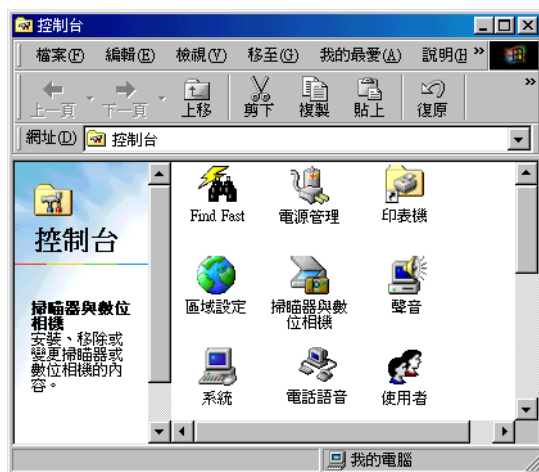 控制台
檔案(F) 編輯(E) 檢視(V) 移至(G) 我的最愛(A) 說明(H »
上一頁 下一頁 上移 剪下 複製 貼上 復原 »
網址(D) 控制台
控制台
掃瞄器與數位
相機
安裝、移除或
變更掃瞄器或
數位相機的內
容。
Find Fast 電源管理 印表機
區域設定 掃瞄器與數
位相機 聲音
系統 電話語音 使用者
我的電腦